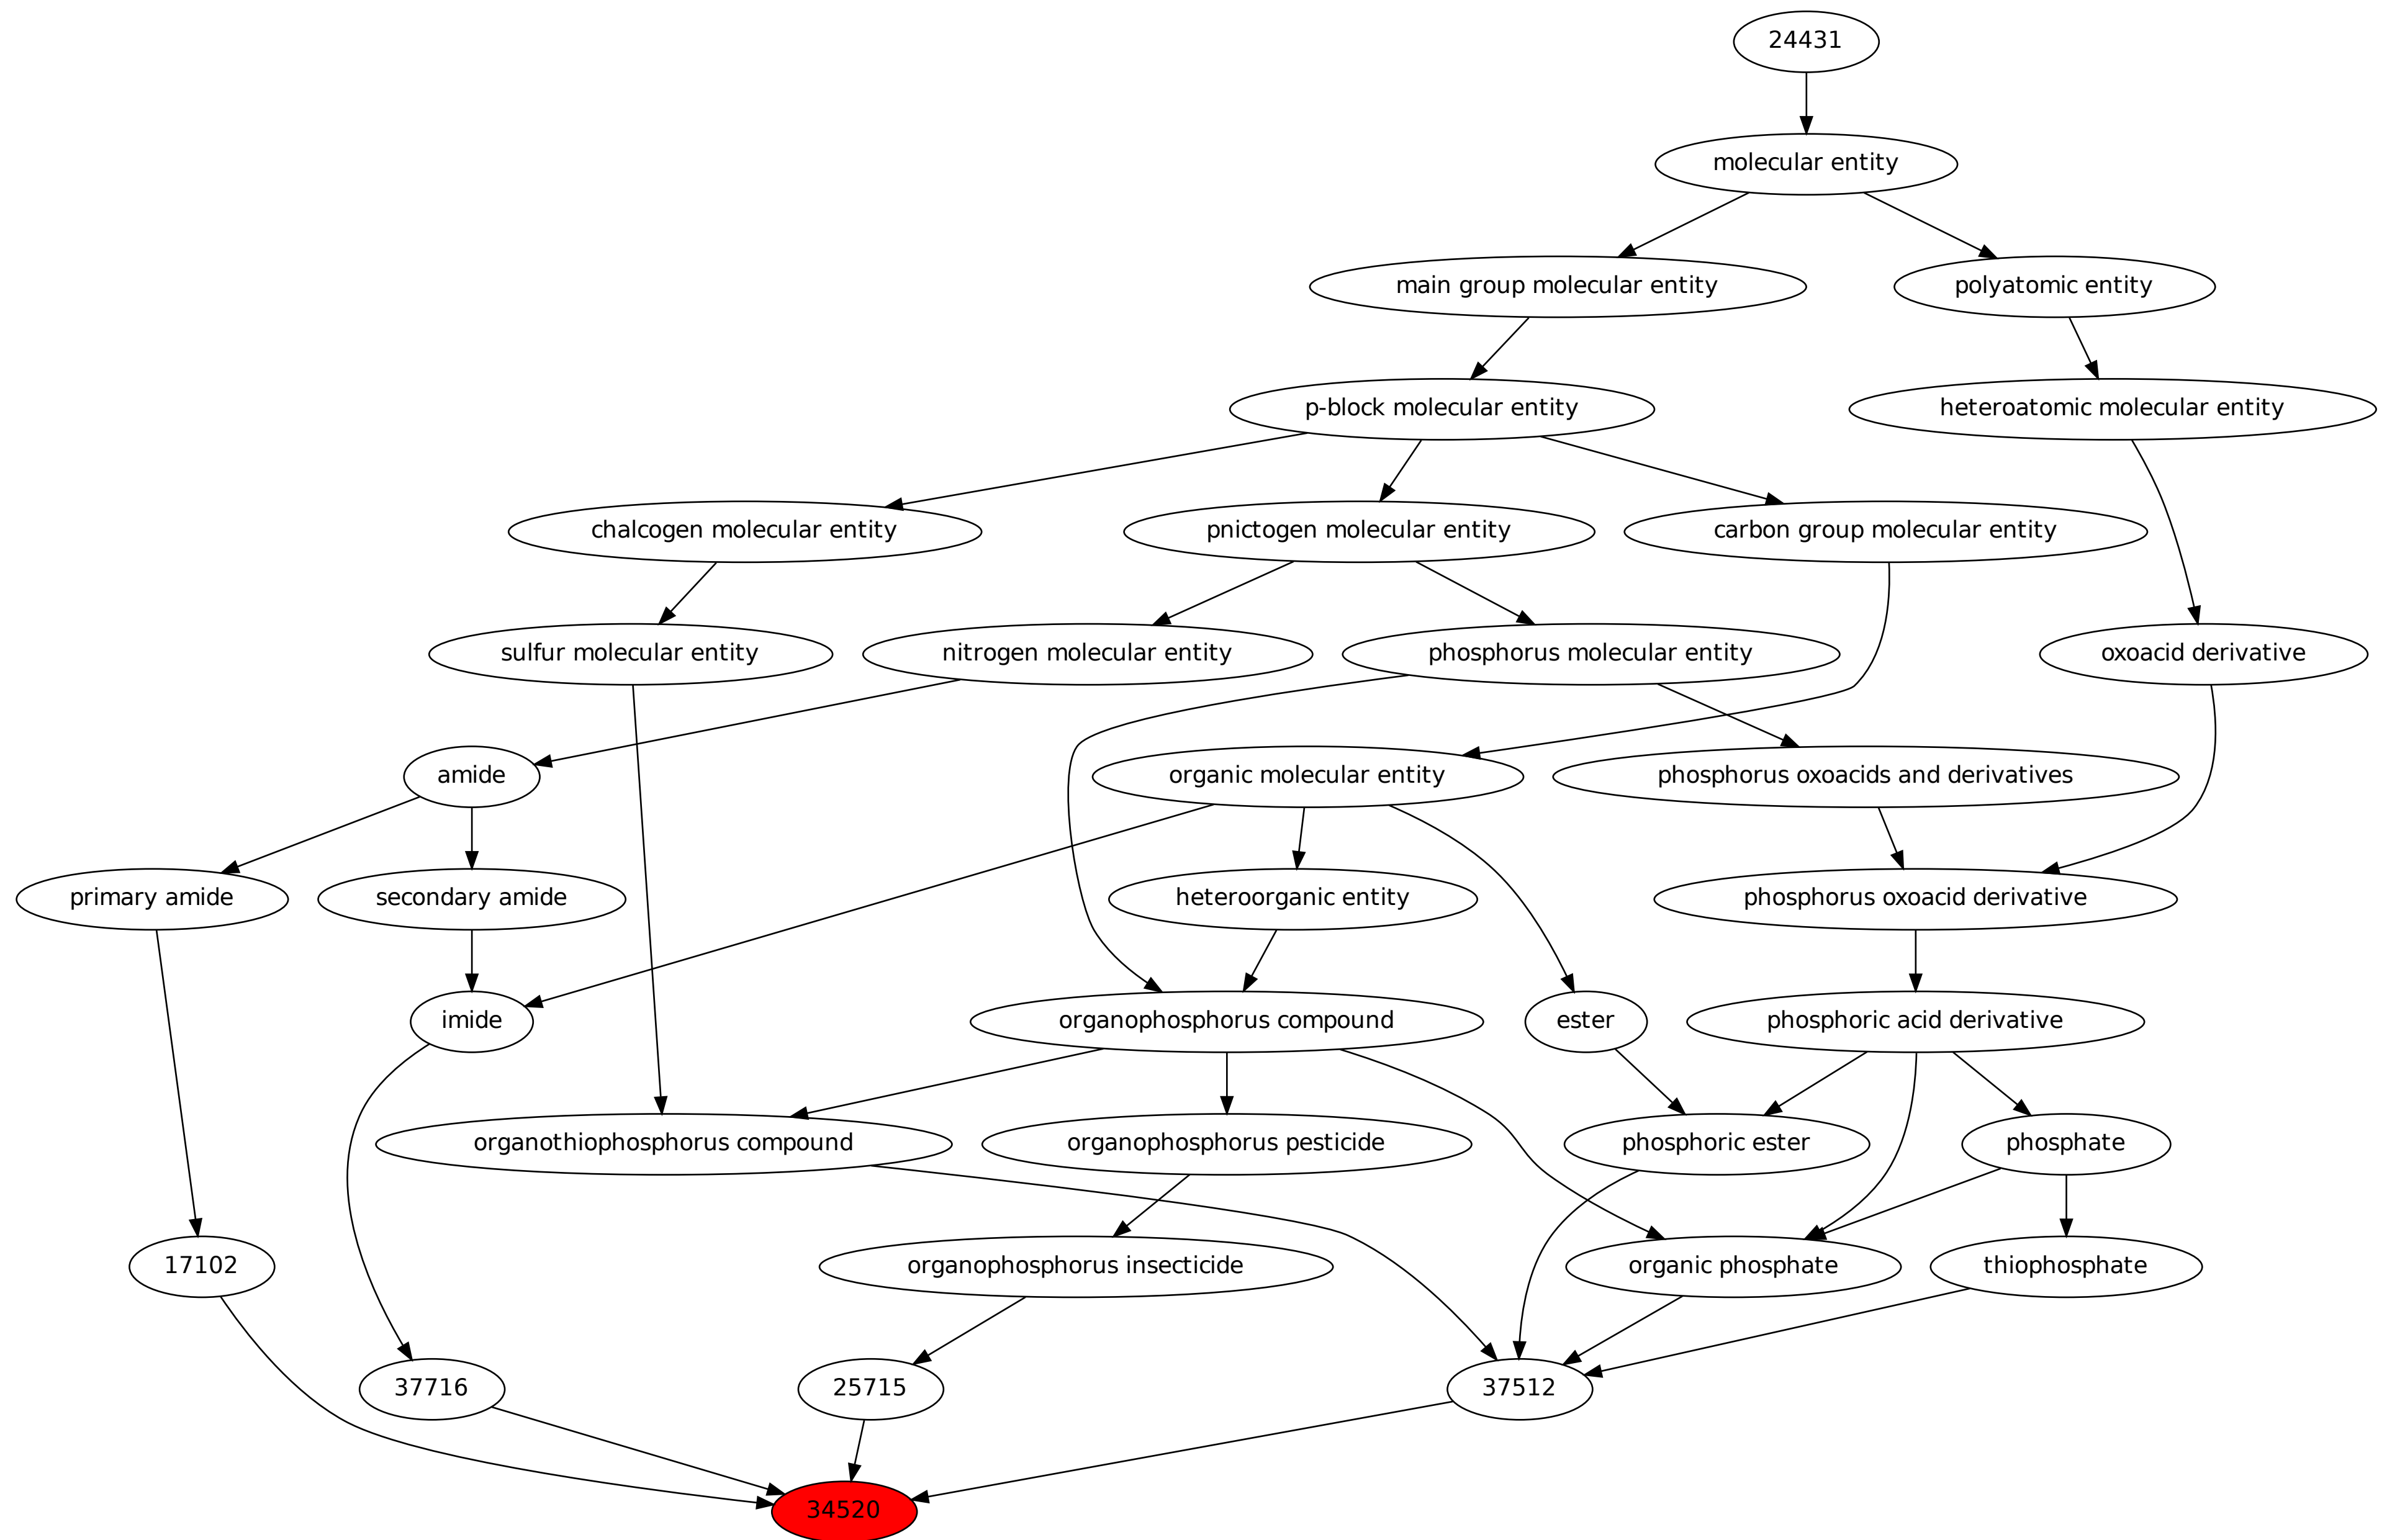 24431
molecular entity
main group molecular entity
polyatomic entity
p-block molecular entity
heteroatomic molecular entity
chalcogen molecular entity
pnictogen molecular entity
carbon group molecular entity
sulfur molecular entity
nitrogen molecular entity
phosphorus molecular entity
oxoacid derivative
amide
organic molecular entity
phosphorus oxoacids and derivatives
primary amide
secondary amide
heteroorganic entity
phosphorus oxoacid derivative
imide
organophosphorus compound
ester
phosphoric acid derivative
organothiophosphorus compound
organophosphorus pesticide
phosphoric ester
phosphate
17102
organophosphorus insecticide
organic phosphate
thiophosphate
37716
25715
37512
34520